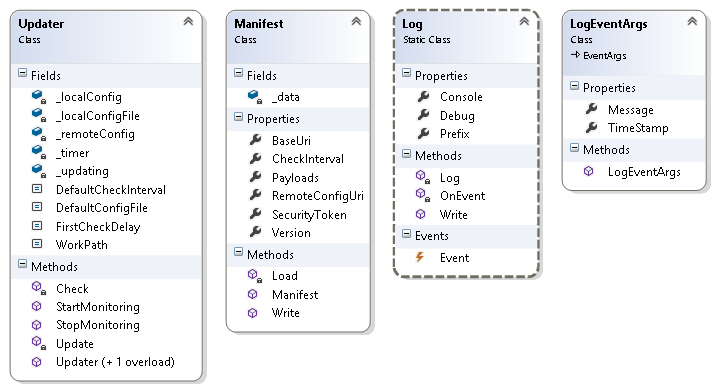 Updater
Class
Fields
_localConfig
_localConfigFile
_remoteConfig
_timer
_updating
DefaultCheckInterval
DefaultConfigFile
FirstCheckDelay
WorkPath
Methods
Check
StartMonitoring
StopMonitoring
Update
Updater (+ 1 overload)
Manifest
Class
Fields
_data
Properties
BaseUri
CheckInterval
Payloads
RemoteConfigUri
SecurityToken
Version
Methods
Load
Manifest
Write
Log
Static Class
Properties
Console
Debug
Prefix
Methods
Log
OnEvent
Write
Events
Event
LogEventArgs
Class
EventArgs
Properties
Message
TimeStamp
Methods
LogEventArgs